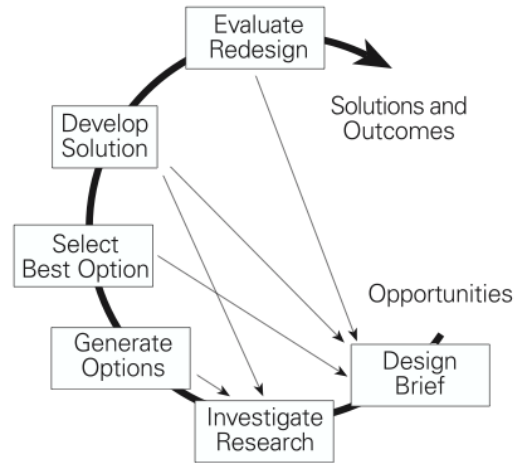 Evaluate
Redesign
Solutions and
Outcomes
Develop
Solution
Select
Best Option
Opportunities
Generate
Options
Design
Brief
Investigate
Research